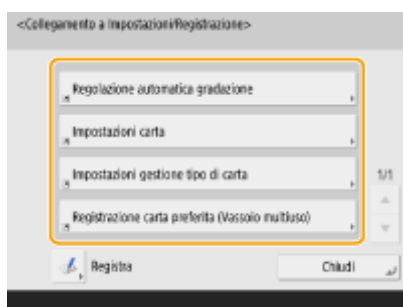 <Collegamento a Impostazioni/Registrazione>
Regolazione automatica gradazione
Impostazioni carta
Impostazioni gestione tipo di carta
1/1
Registrazione carta preferita (Vassoio multiuso)
Registra
Chiudi